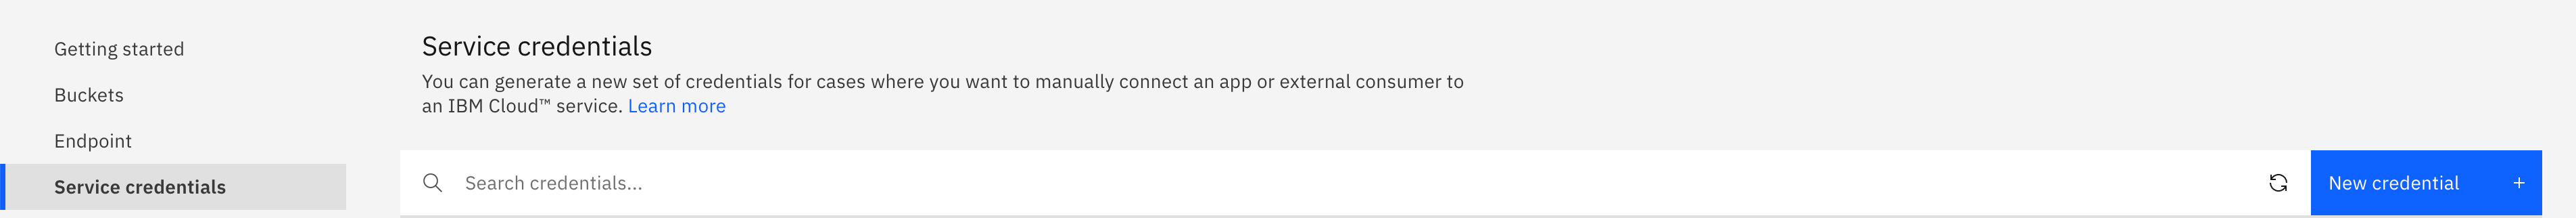 Getting started
Buckets
Endpoint
Service credentials
Service credentials
You can generate a new set of credentials for cases where you want to manually connect an app or external consumer to
an IBM Cloud™ service. Learn more
Search credentials...
New credential +